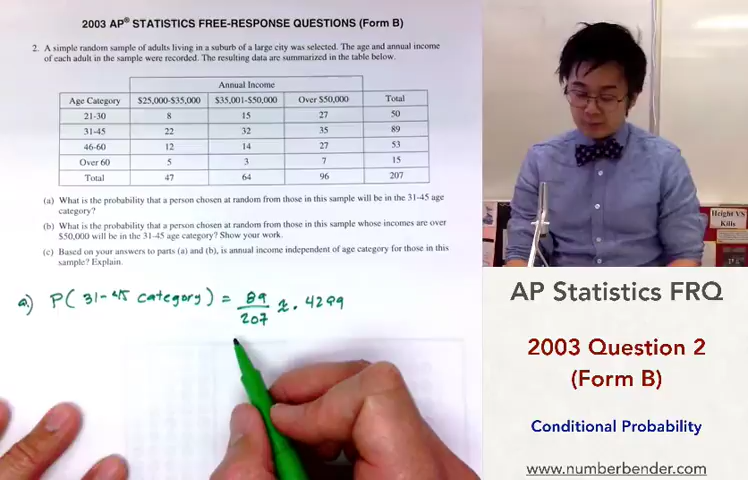 2003 AP® STATISTICS FREE-RESPONSE QUESTIONS (Form B)
2. A simple random sample of adults living in a suburb of a large city was selected. The age and annual income
of each adult in the sample were recorded. The resulting data are summarized in the table below.
Annual Income
Age Category $25,000-$35,000 $35,001-$50,000 Over $50,000 Total
21-30 8 15 27 50
31-45 22 32 35 89
46-60 12 14 27 53
Over 60 5 3 7 15
Total 47 64 96 207
(a) What is the probability that a person chosen at random from those in this sample will be in the 31-45 age
category?
(b) What is the probability that a person chosen at random from those in this sample whose incomes are over
$50,000 will be in the 31-45 age category? Show your work.
(c) Based on your answers to parts (a) and (b), is annual income independent of age category for those in this
sample? Explain.
a) P(31-45 category) = 89/207 ≈ .4299
Height VS
Kills
AP Statistics FRQ
2003 Question 2
(Form B)
Conditional Probability
www.numberbender.com